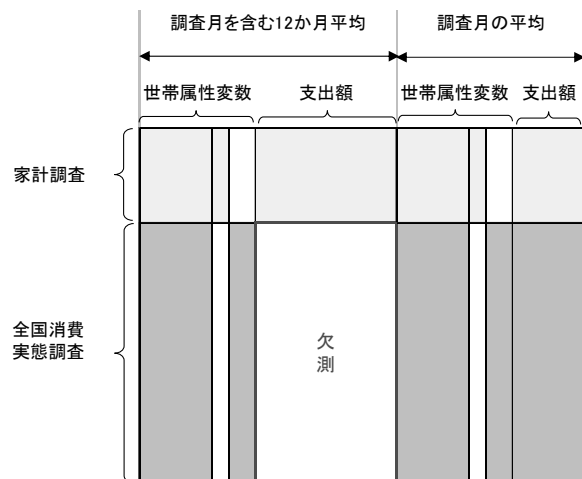 調査月を含む12か月平均
調査月の平均
世帯属性変数
支出額
世帯属性変数
支出額
家計調査
全国消費
実態調査
欠
測